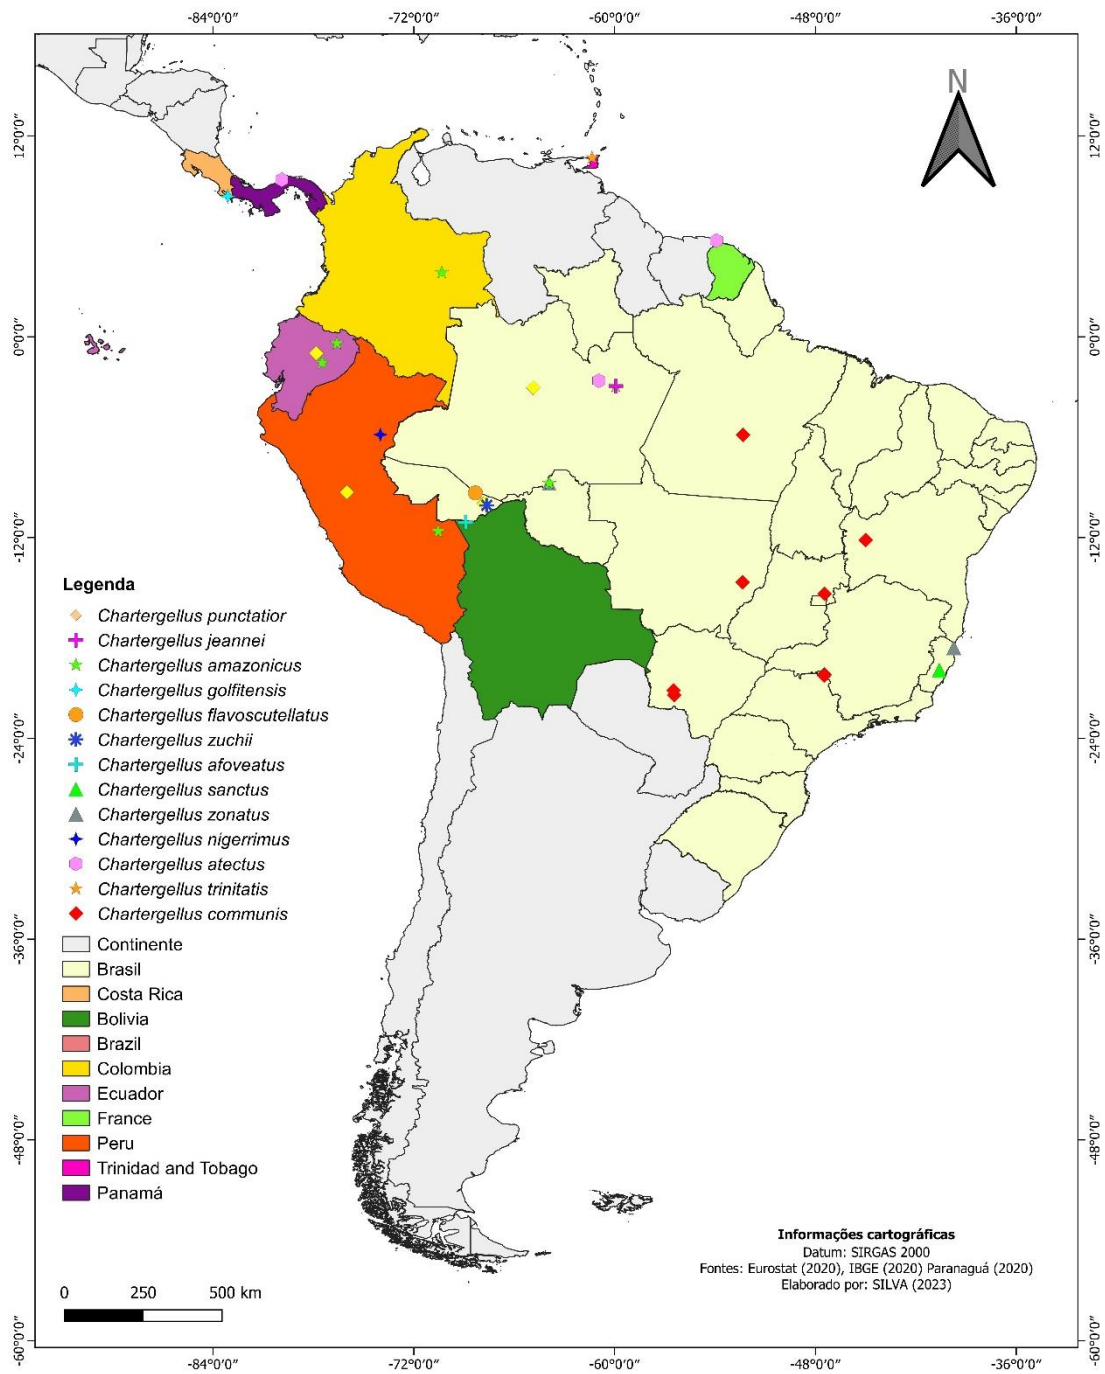 -84°0'0″ -72°0'0″ -60°0'0″ -48°0'0″ -36°0'0″
N
12°0'0″ 12°0'0″
0°0'0″ 0°0'0″
-12°0'0″ -12°0'0″
-24°0'0″ -24°0'0″
-36°0'0″ -36°0'0″
-48°0'0″ -48°0'0″
-60°0'0″ -60°0'0″
Legenda
Chartergellus punctatior
Chartergellus jeannei
Chartergellus amazonicus
Chartergellus golfitensis
Chartergellus flavoscutellatus
Chartergellus zuchii
Chartergellus afoveatus
Chartergellus sanctus
Chartergellus zonatus
Chartergellus nigerrimus
Chartergellus atectus
Chartergellus trinitatis
Chartergellus communis
Continente
Brasil
Costa Rica
Bolivia
Brazil
Colombia
Ecuador
France
Peru
Trinidad and Tobago
Panamá
0 250 500 km
Informações cartográficas
Datum: SIRGAS 2000
Fontes: Eurostat (2020), IBGE (2020) Paranaguá (2020)
Elaborado por: SILVA (2023)
-84°0'0″ -72°0'0″ -60°0'0″ -48°0'0″ -36°0'0″